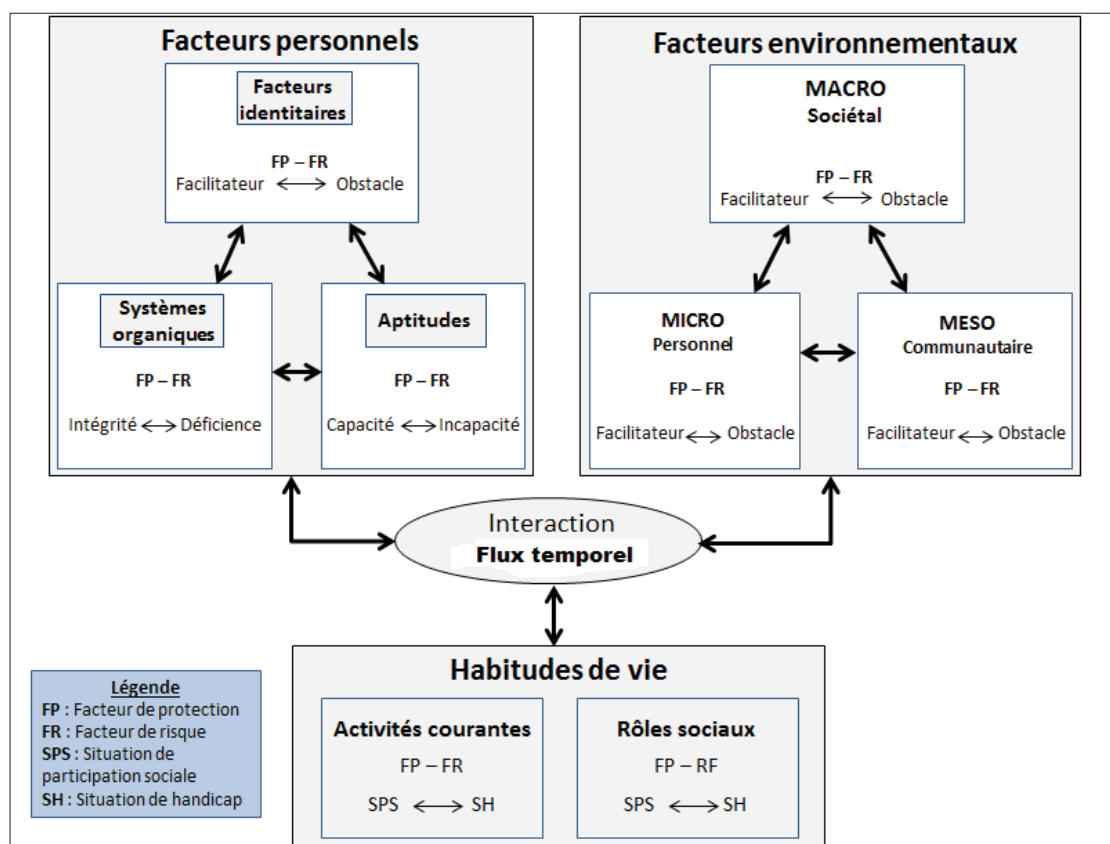 Facteurs personnels
Facteurs
identitaires
FP – FR
Facilitateur ⟷ Obstacle
Systèmes
organiques
FP – FR
Intégrité ⟷ Déficience
Aptitudes
FP – FR
Capacité ⟷ Incapacité
Facteurs environnementaux
MACRO
Sociétal
FP – FR
Facilitateur ⟷ Obstacle
MICRO
Personnel
FP – FR
Facilitateur ⟷ Obstacle
MESO
Communautaire
FP – FR
Facilitateur ⟷ Obstacle
Interaction
Flux temporel
Habitudes de vie
Activités courantes
FP – FR
SPS ⟷ SH
Rôles sociaux
FP – RF
SPS ⟷ SH
Légende
FP : Facteur de protection
FR : Facteur de risque
SPS : Situation de
participation sociale
SH : Situation de handicap